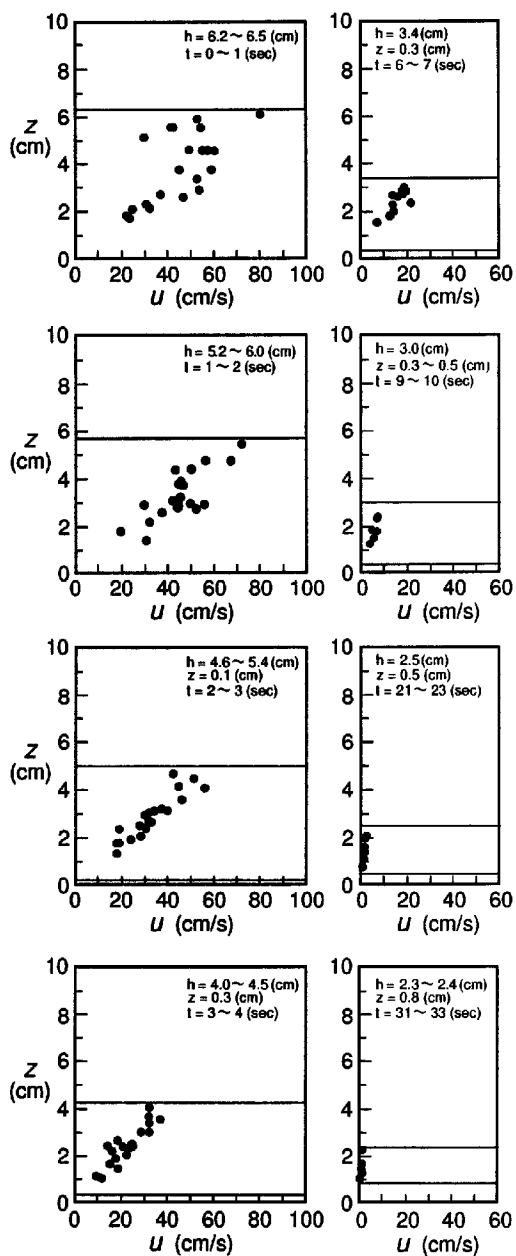 h = 6.2 ~ 6.5 (cm)
t = 0 ~ 1 (sec)
10
8
6
4
2
0
z
(cm)
0 20 40 60 80 100
u (cm/s)
h = 3.4 (cm)
z = 0.3 (cm)
t = 6 ~ 7 (sec)
10
8
6
4
2
0
0 20 40 60
u (cm/s)
h = 5.2 ~ 6.0 (cm)
t = 1 ~ 2 (sec)
10
8
6
4
2
0
z
(cm)
0 20 40 60 80 100
u (cm/s)
h = 3.0 (cm)
z = 0.3 ~ 0.5 (cm)
t = 9 ~ 10 (sec)
10
8
6
4
2
0
0 20 40 60
u (cm/s)
h = 4.6 ~ 5.4 (cm)
z = 0.1 (cm)
t = 2 ~ 3 (sec)
10
8
6
4
2
0
z
(cm)
0 20 40 60 80 100
u (cm/s)
h = 2.5 (cm)
z = 0.5 (cm)
t = 21 ~ 23 (sec)
10
8
6
4
2
0
0 20 40 60
u (cm/s)
h = 4.0 ~ 4.5 (cm)
z = 0.3 (cm)
t = 3 ~ 4 (sec)
10
8
6
4
2
0
z
(cm)
0 20 40 60 80 100
u (cm/s)
h = 2.3 ~ 2.4 (cm)
z = 0.8 (cm)
t = 31 ~ 33 (sec)
10
8
6
4
2
0
0 20 40 60
u (cm/s)